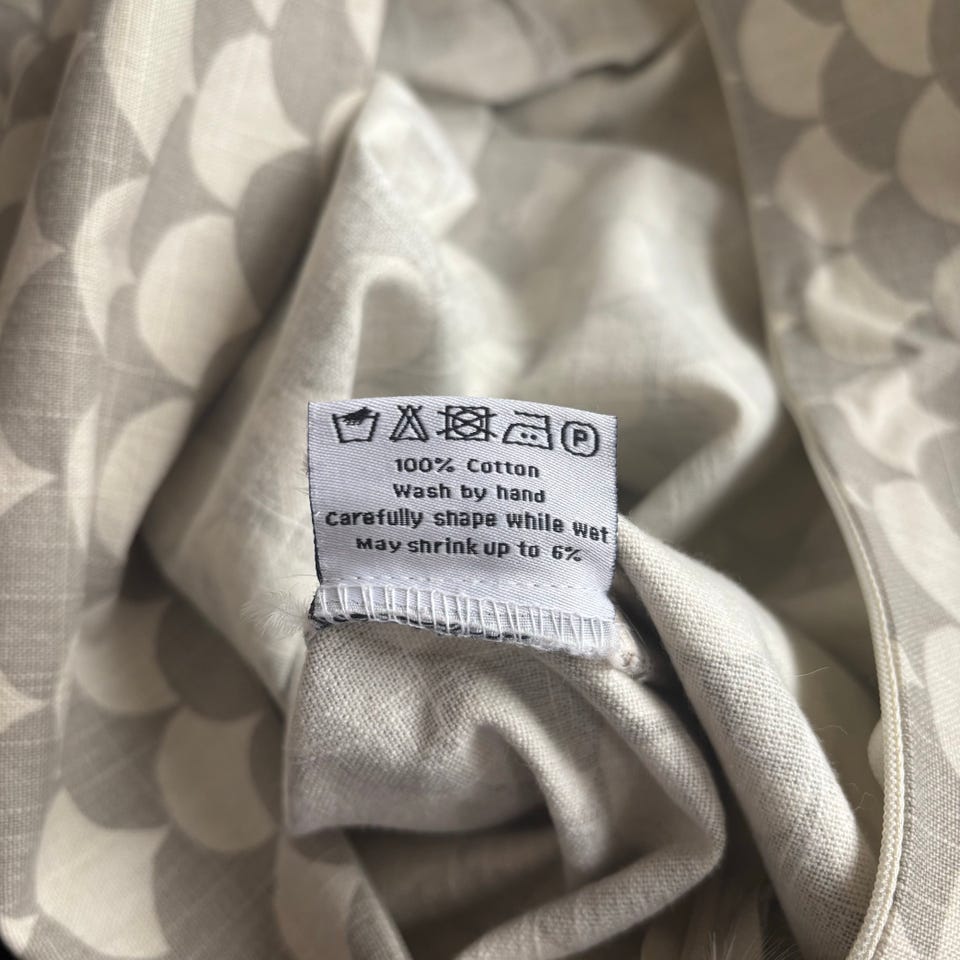 P
100% Cotton
Wash by hand
Carefully shape while wet
May shrink up to 6%